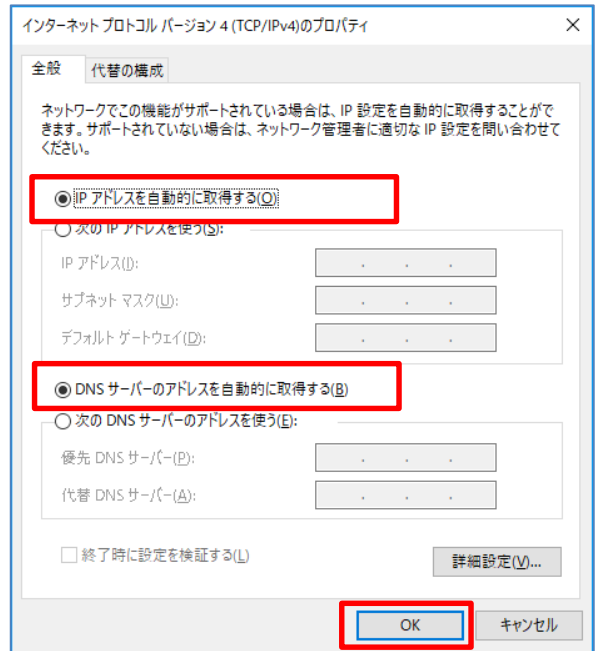 インターネット プロトコル バージョン 4 (TCP/IPv4)のプロパティ
全般 代替の構成
ネットワークでこの機能がサポートされている場合は、IP 設定を自動的に取得することがで
きます。サポートされていない場合は、ネットワーク管理者に適切な IP 設定を問い合わせて
ください。
IP アドレスを自動的に取得する(O)
次の IP アドレスを使う(S):
IP アドレス(I):
サブネット マスク(U):
デフォルト ゲートウェイ(D):
DNS サーバーのアドレスを自動的に取得する(B)
次の DNS サーバーのアドレスを使う(E):
優先 DNS サーバー(P):
代替 DNS サーバー(A):
終了時に設定を検証する(L)
詳細設定(V)...
OK キャンセル